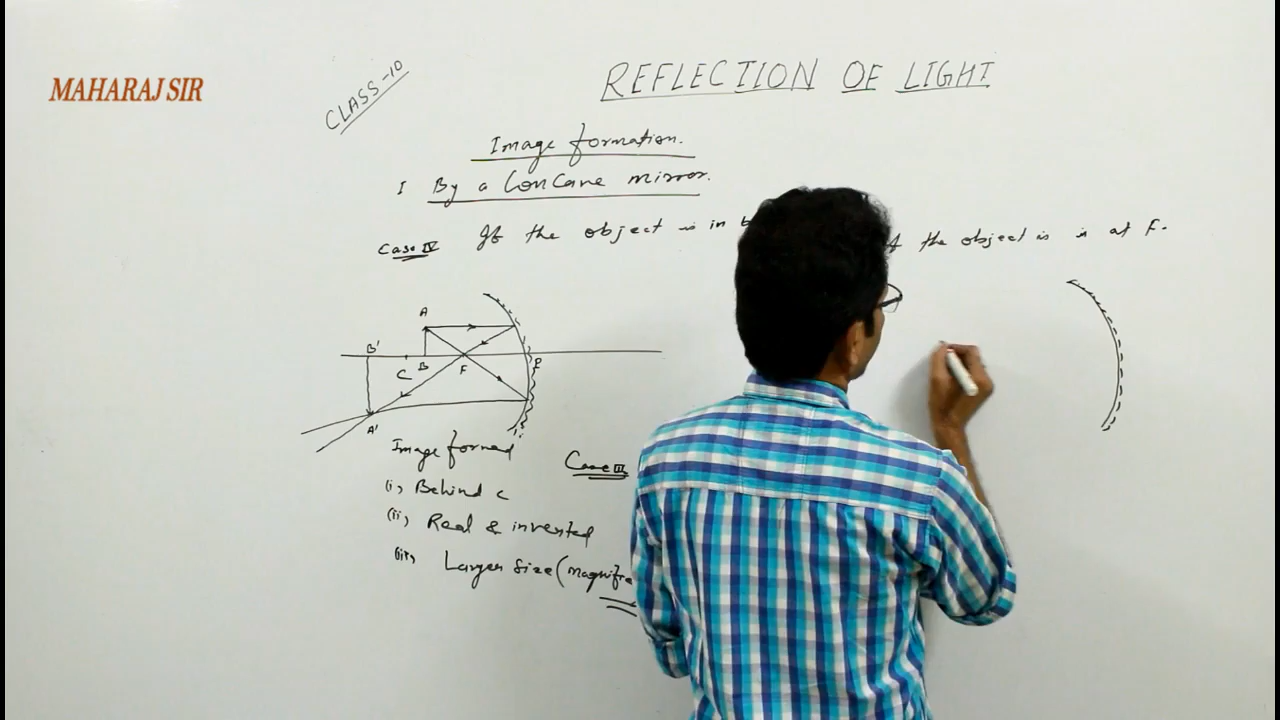 MAHARAJ SIR
CLASS-10
REFLECTION OF LIGHT
Image formation.
I By a Concave mirror.
Case IV If the object is in b
the object is is at F.
A
B'
B
C
F
P
A'
Image formed
(i) Behind C
(ii) Real & inverted
(iii) Larger Size (magnifie
Case III